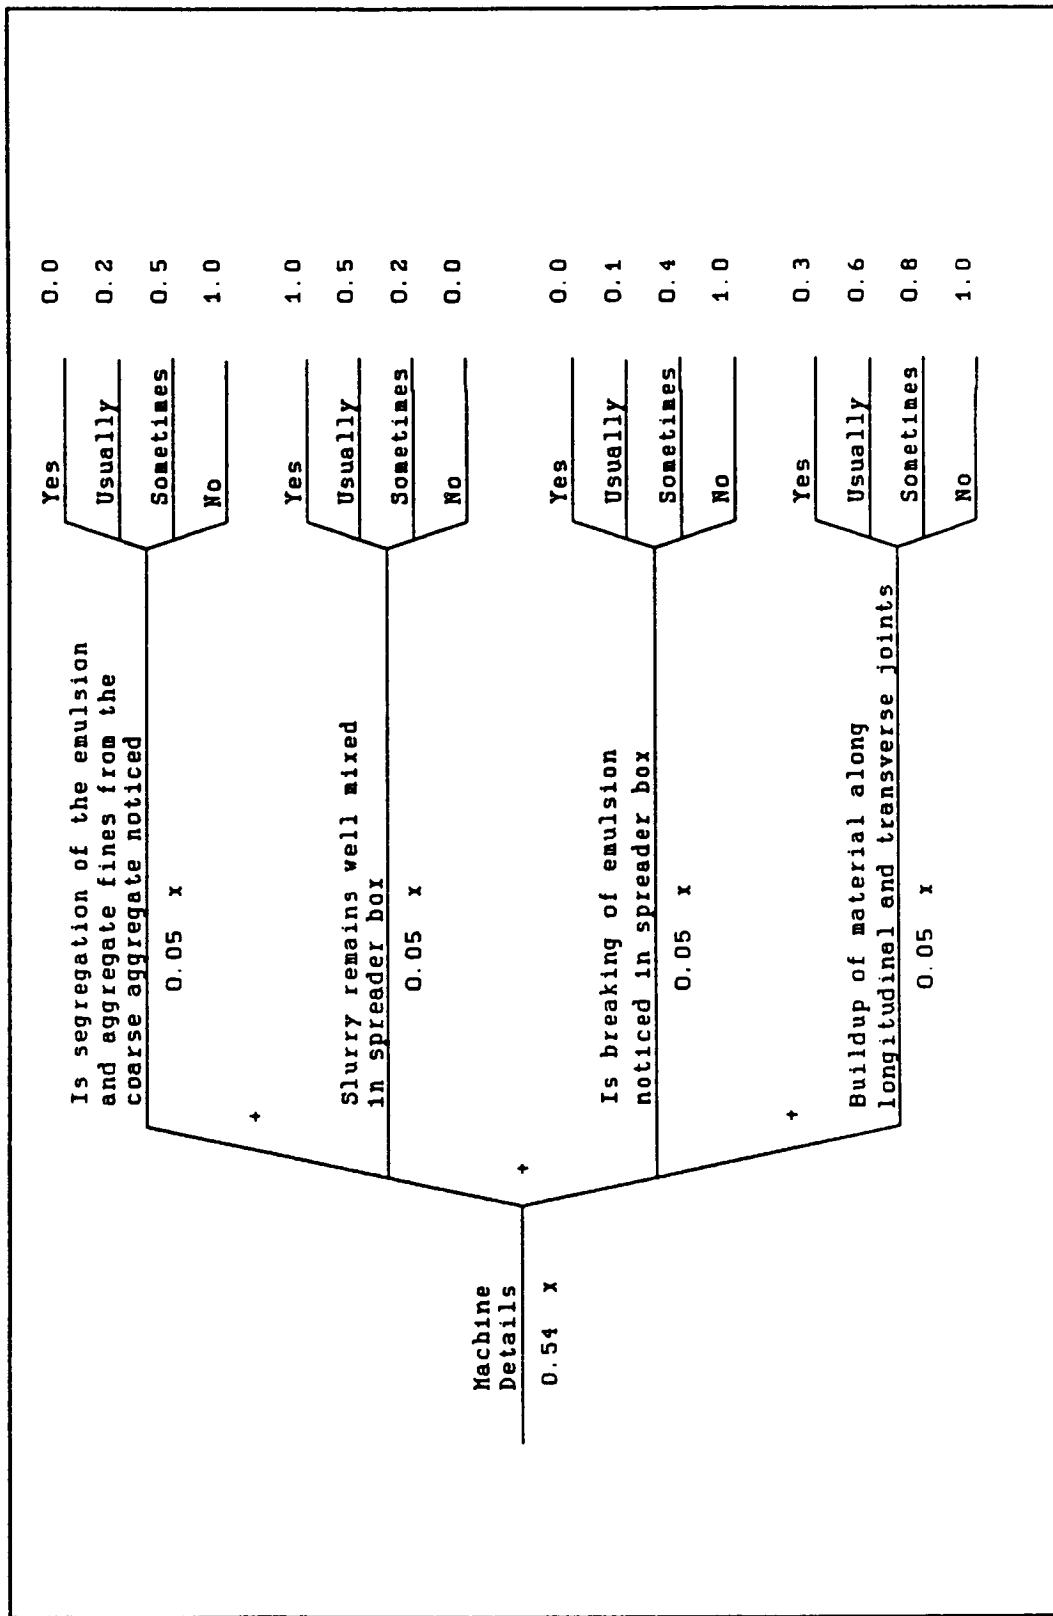 Machine
Details
0.54 x
+
+
+
Is segregation of the emulsion
and aggregate fines from the
coarse aggregate noticed
0.05 x
Yes 0.0
Usually 0.2
Sometimes 0.5
No 1.0
Slurry remains well mixed
in spreader box
0.05 x
Yes 1.0
Usually 0.5
Sometimes 0.2
No 0.0
Is breaking of emulsion
noticed in spreader box
0.05 x
Yes 0.0
Usually 0.1
Sometimes 0.4
No 1.0
Buildup of material along
longitudinal and transverse joints
0.05 x
Yes 0.3
Usually 0.6
Sometimes 0.8
No 1.0